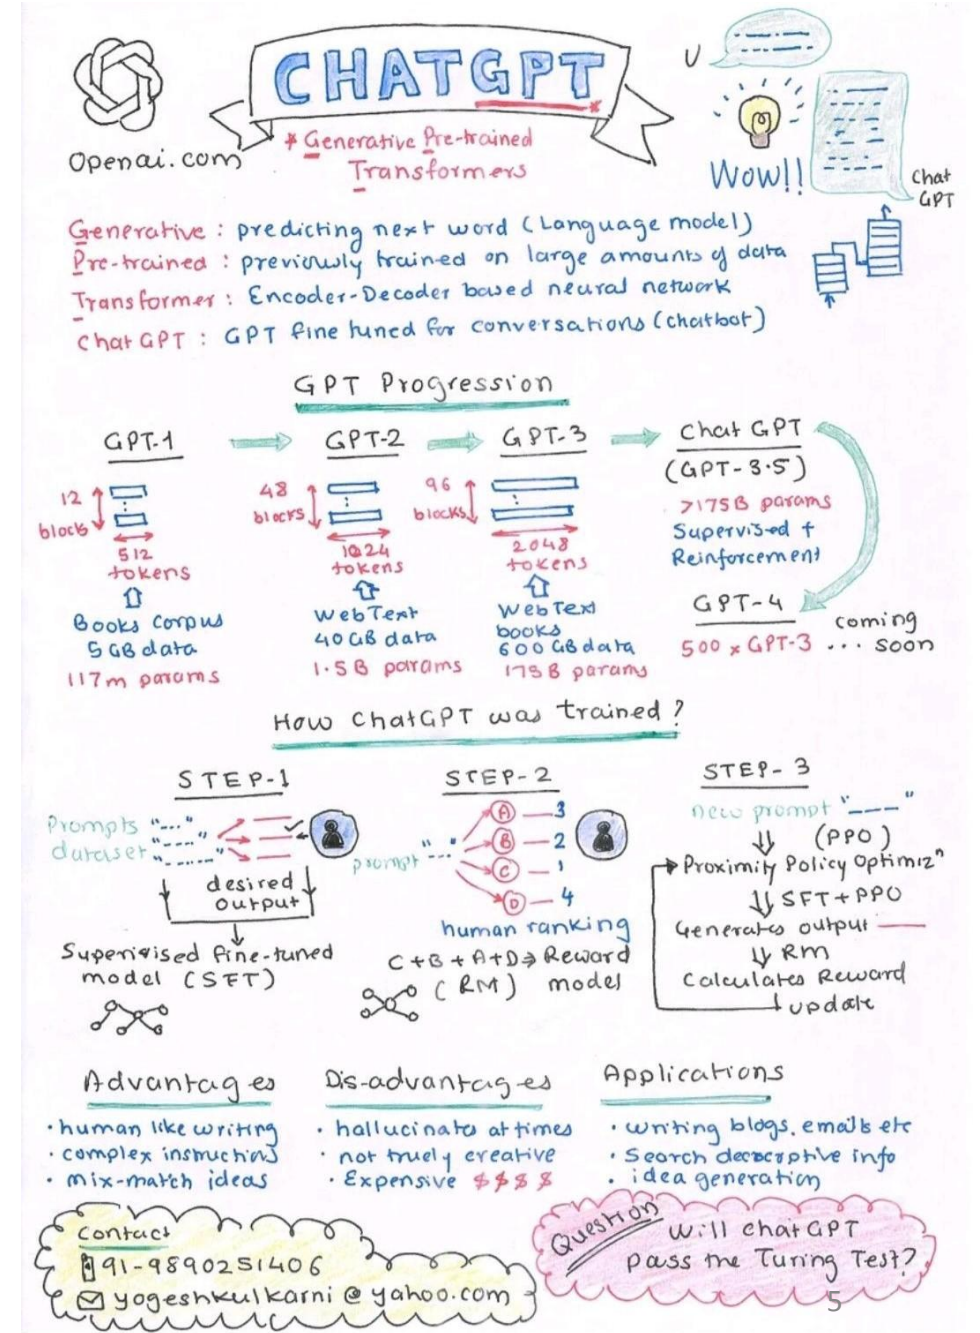 CHATGPT
Openai.com
* Generative Pre-trained
Transformers
U
Wow!!
Chat
GPT
Generative : predicting next word (Language model)
Pre-trained : previously trained on large amounts of data
Transformer : Encoder-Decoder based neural network
Chat GPT : GPT fine tuned for conversations (chatbot)
GPT Progression
GPT-1
12
blocks
512
tokens
Books Corpus
5 GB data
117m params
GPT-2
48
blocks
1024
tokens
WebText
40 GB data
1.5B params
GPT-3
96
blocks
2048
tokens
WebText
books
600 GB data
175B params
Chat GPT
(GPT-3.5)
>175B params
Supervised +
Reinforcement
GPT-4
500 x GPT-3
coming
... soon
How ChatGPT was trained?
STEP-1
Prompts "..."
dataset
desired
output
Supervised fine-tuned
model (SFT)
STEP-2
prompt "..."
A — 3
B — 2
C — 1
D — 4
human ranking
C+B+A+D → Reward
(RM) model
STEP-3
new prompt "---"
(PPO)
Proximity Policy Optimizⁿ
SFT+PPO
Generates output
RM
Calculates Reward
update
Advantages
• human like writing
• complex instructions
• mix-match ideas
Dis-advantages
• hallucinates at times
• not truely creative
• Expensive $$$$
Applications
• writing blogs, emails etc
• Search descriptive info
• idea generation
Contact
91-9890251406
yogeshkulkarni@yahoo.com
Question
Will chatGPT
pass the Turing Test?
5